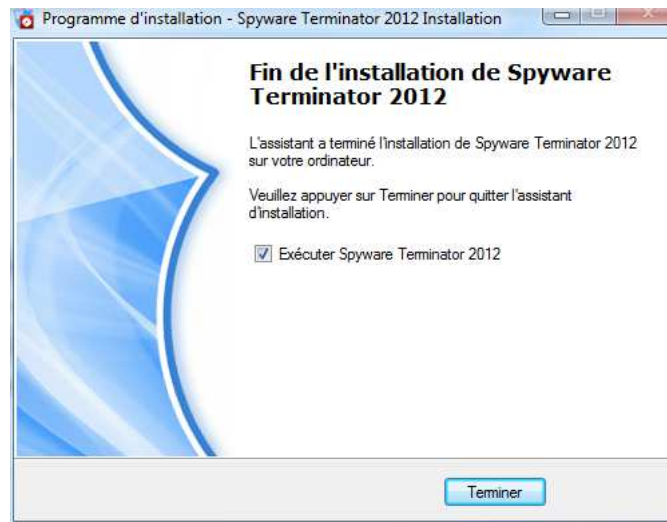 Programme d'installation - Spyware Terminator 2012 Installation
Fin de l'installation de Spyware
Terminator 2012
L'assistant a terminé l'installation de Spyware Terminator 2012
sur votre ordinateur.
Veuillez appuyer sur Terminer pour quitter l'assistant
d'installation.
Exécuter Spyware Terminator 2012
Terminer